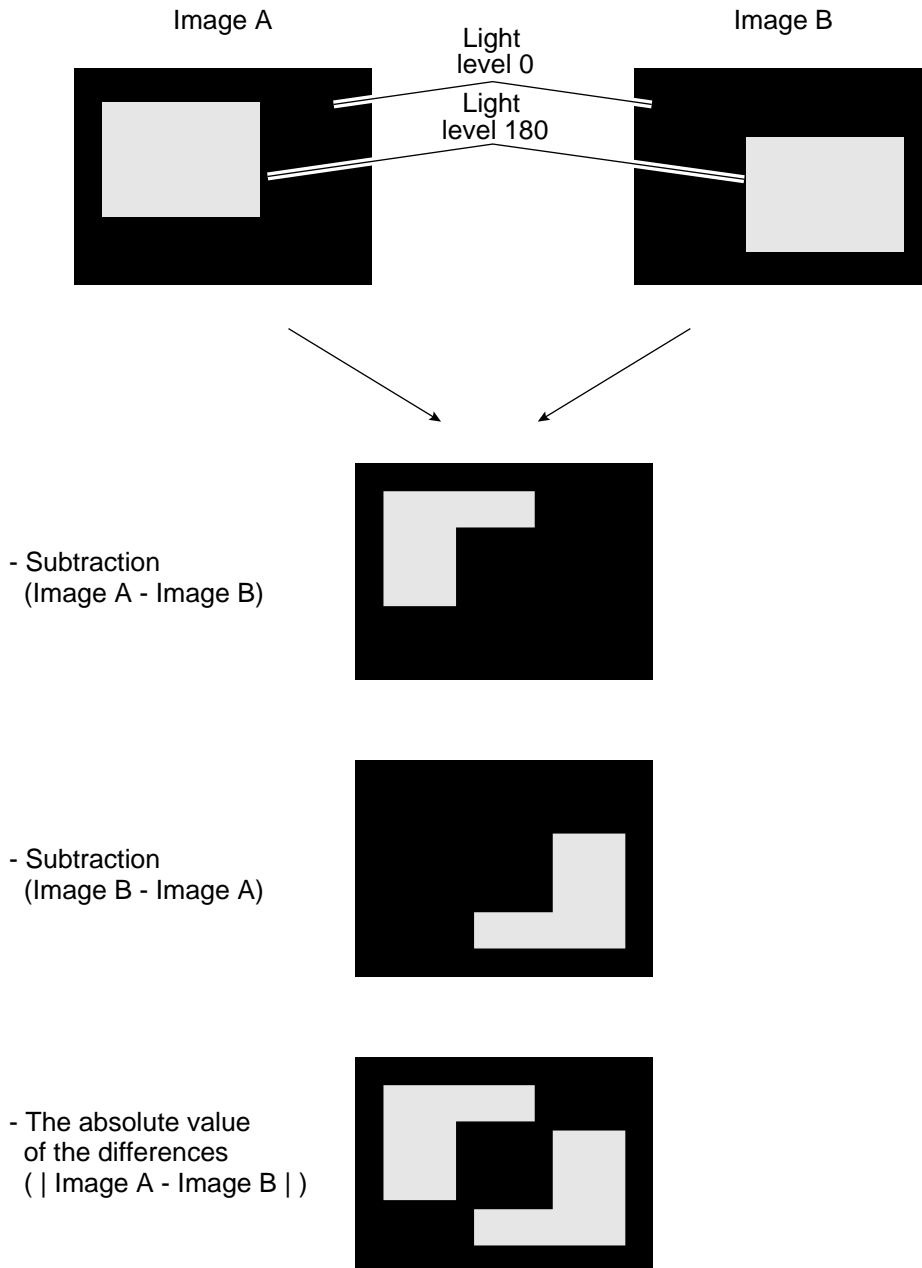 Image A
Image B
Light
level 0
Light
level 180
- Subtraction
(Image A - Image B)
- Subtraction
(Image B - Image A)
- The absolute value
of the differences
( | Image A - Image B | )